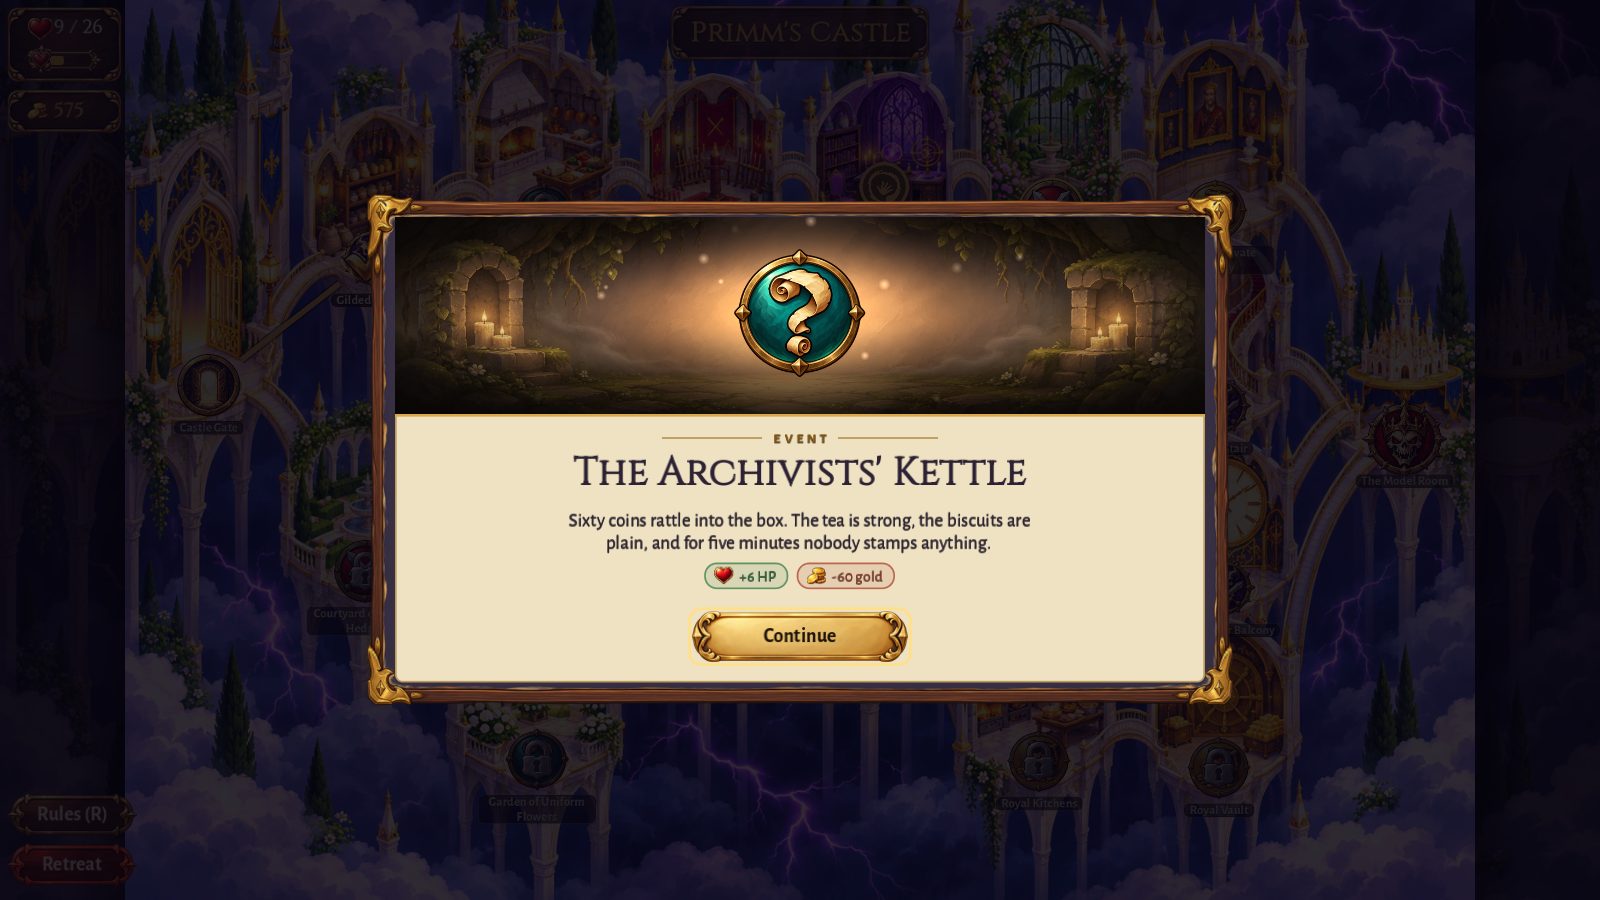 9 / 26
575
PRIMM'S CASTLE
Gilded
Castle Gate
EVENT
THE ARCHIVISTS' KETTLE
Sixty coins rattle into the box. The tea is strong, the biscuits are
plain, and for five minutes nobody stamps anything.
+6 HP
-60 gold
Continue
The Model Room
Courtyard
Balcony
Garden of Uniform
Flowers
Royal Kitchens
Royal Vault
Rules (R)
Retreat